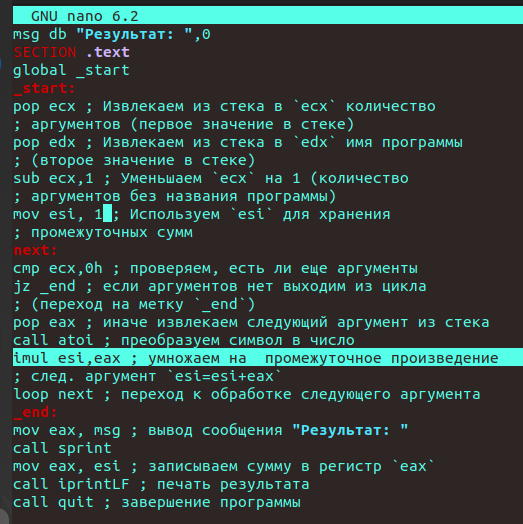 GNU nano 6.2
msg db "Результат: ",0
SECTION .text
global _start
_start:
pop ecx ; Извлекаем из стека в `ecx` количество
; аргументов (первое значение в стеке)
pop edx ; Извлекаем из стека в `edx` имя программы
; (второе значение в стеке)
sub ecx,1 ; Уменьшаем `ecx` на 1 (количество
; аргументов без названия программы)
mov esi, 1 ; Используем `esi` для хранения
; промежуточных сумм
next:
cmp ecx,0h ; проверяем, есть ли еще аргументы
jz _end ; если аргументов нет выходим из цикла
; (переход на метку `_end`)
pop eax ; иначе извлекаем следующий аргумент из стека
call atoi ; преобразуем символ в число
imul esi,eax ; умножаем на  промежуточное произведение
; след. аргумент `esi=esi+eax`
loop next ; переход к обработке следующего аргумента
_end:
mov eax, msg ; вывод сообщения "Результат: "
call sprint
mov eax, esi ; записываем сумму в регистр `eax`
call iprintLF ; печать результата
call quit ; завершение программы